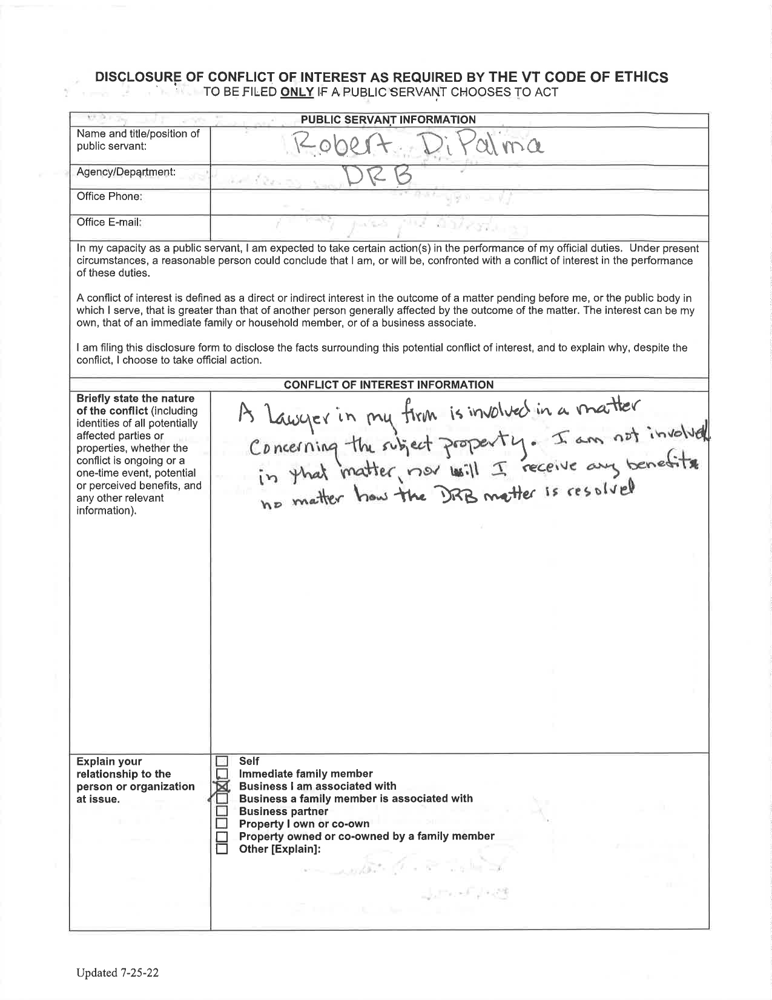 DISCLOSURE OF CONFLICT OF INTEREST AS REQUIRED BY THE VT CODE OF ETHICS
TO BE FILED ONLY IF A PUBLIC SERVANT CHOOSES TO ACT
PUBLIC SERVANT INFORMATION
Name and title/position of
public servant:
Robert DiPalma
Agency/Department:
DRB
Office Phone:
Office E-mail:
In my capacity as a public servant, I am expected to take certain action(s) in the performance of my official duties. Under present
circumstances, a reasonable person could conclude that I am, or will be, confronted with a conflict of interest in the performance
of these duties.
A conflict of interest is defined as a direct or indirect interest in the outcome of a matter pending before me, or the public body in
which I serve, that is greater than that of another person generally affected by the outcome of the matter. The interest can be my
own, that of an immediate family or household member, or of a business associate.
I am filing this disclosure form to disclose the facts surrounding this potential conflict of interest, and to explain why, despite the
conflict, I choose to take official action.
CONFLICT OF INTEREST INFORMATION
Briefly state the nature
of the conflict (including
identities of all potentially
affected parties or
properties, whether the
conflict is ongoing or a
one-time event, potential
or perceived benefits, and
any other relevant
information).
A lawyer in my firm is involved in a matter
Concerning the subject property. I am not involved
in that matter, nor will I receive any benefits
no matter how the DRB matter is resolved
Explain your
relationship to the
person or organization
at issue.
Self
Immediate family member
Business I am associated with
Business a family member is associated with
Business partner
Property I own or co-own
Property owned or co-owned by a family member
Other [Explain]:
Updated 7-25-22